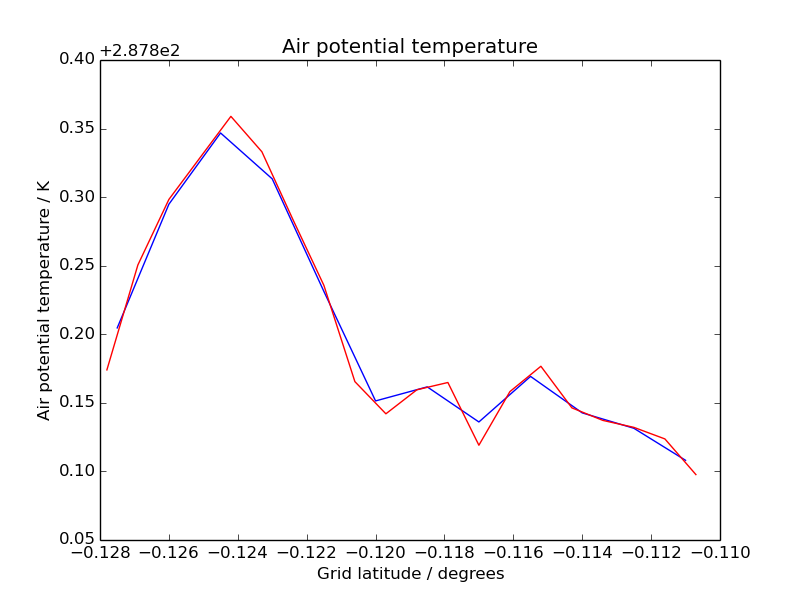 Air potential temperature
+2.878e2
0.40
0.35
0.30
0.25
0.20
0.15
0.10
0.05
Air potential temperature / K
−0.128 −0.126 −0.124 −0.122 −0.120 −0.118 −0.116 −0.114 −0.112 −0.110
Grid latitude / degrees